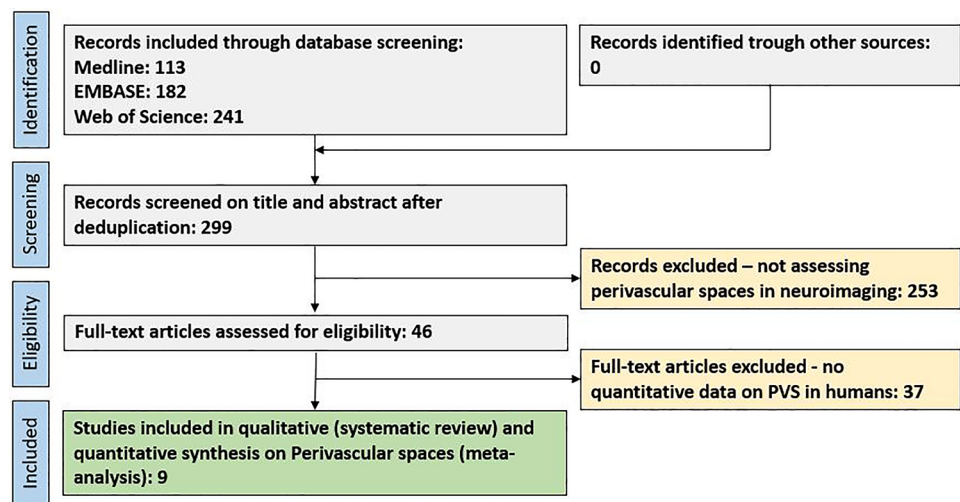 Identification
Records included through database screening:
Medline: 113
EMBASE: 182
Web of Science: 241
Records identified trough other sources:
0
Screening
Records screened on title and abstract after
deduplication: 299
Records excluded – not assessing
perivascular spaces in neuroimaging: 253
Eligibility
Full-text articles assessed for eligibility: 46
Full-text articles excluded - no
quantitative data on PVS in humans: 37
Included
Studies included in qualitative (systematic review) and
quantitative synthesis on Perivascular spaces (meta-
analysis): 9